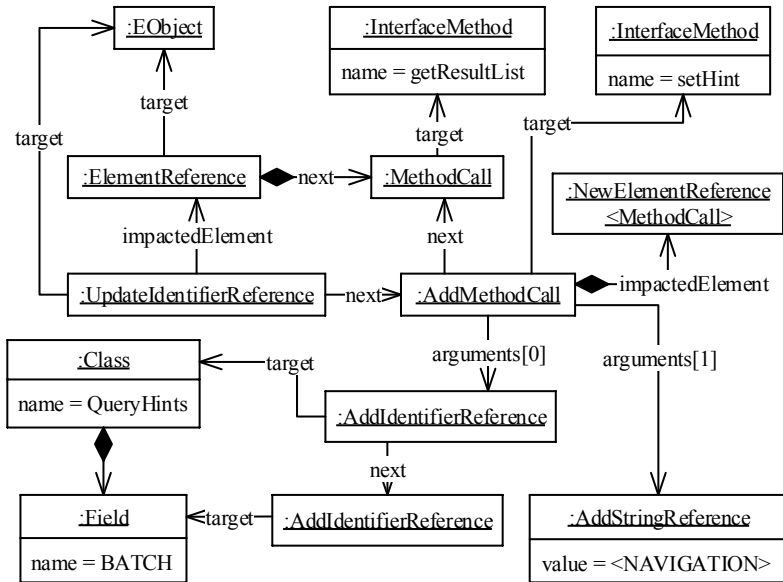 :EObject
:InterfaceMethod
name = getResultList
:InterfaceMethod
name = setHint
target
target
target
target
:ElementReference
next
:MethodCall
:NewElementReference
<MethodCall>
impactedElement
next
impactedElement
:UpdateIdentifierReference
next
:AddMethodCall
:Class
name = QueryHints
target
arguments[0]
arguments[1]
:AddIdentifierReference
next
:Field
name = BATCH
target
:AddIdentifierReference
:AddStringReference
value = <NAVIGATION>